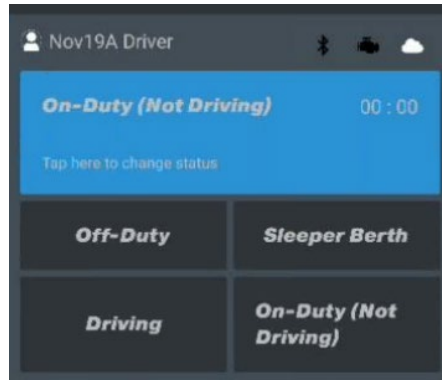 Nov19A Driver
On-Duty (Not Driving) 00:00
Tap here to change status
Off-Duty
Sleeper Berth
Driving
On-Duty (Not
Driving)